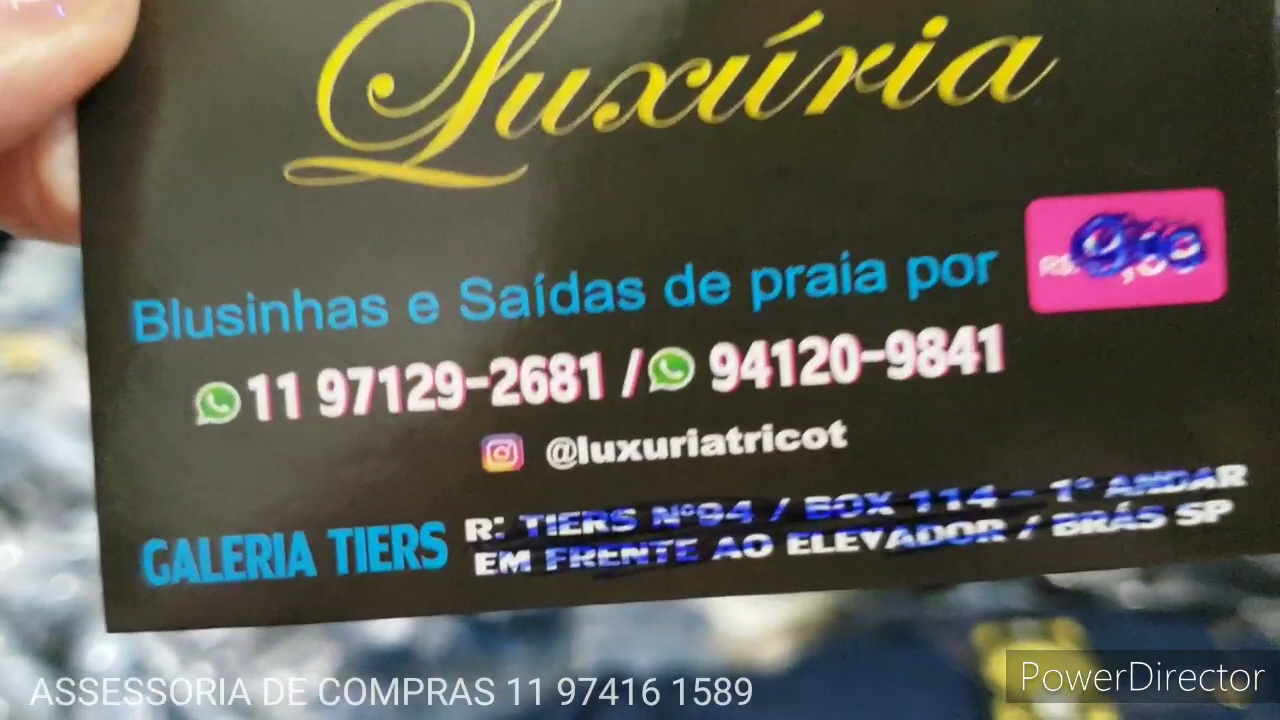 Luxúria
Blusinhas e Saídas de praia por R$
11 97129-2681 / 94120-9841
@luxuriatricot
GALERIA TIERS R: TIERS Nº94 / BOX 114 - 1º ANDAR
EM FRENTE AO ELEVADOR / BRÁS SP
ASSESSORIA DE COMPRAS 11 97416 1589
PowerDirector